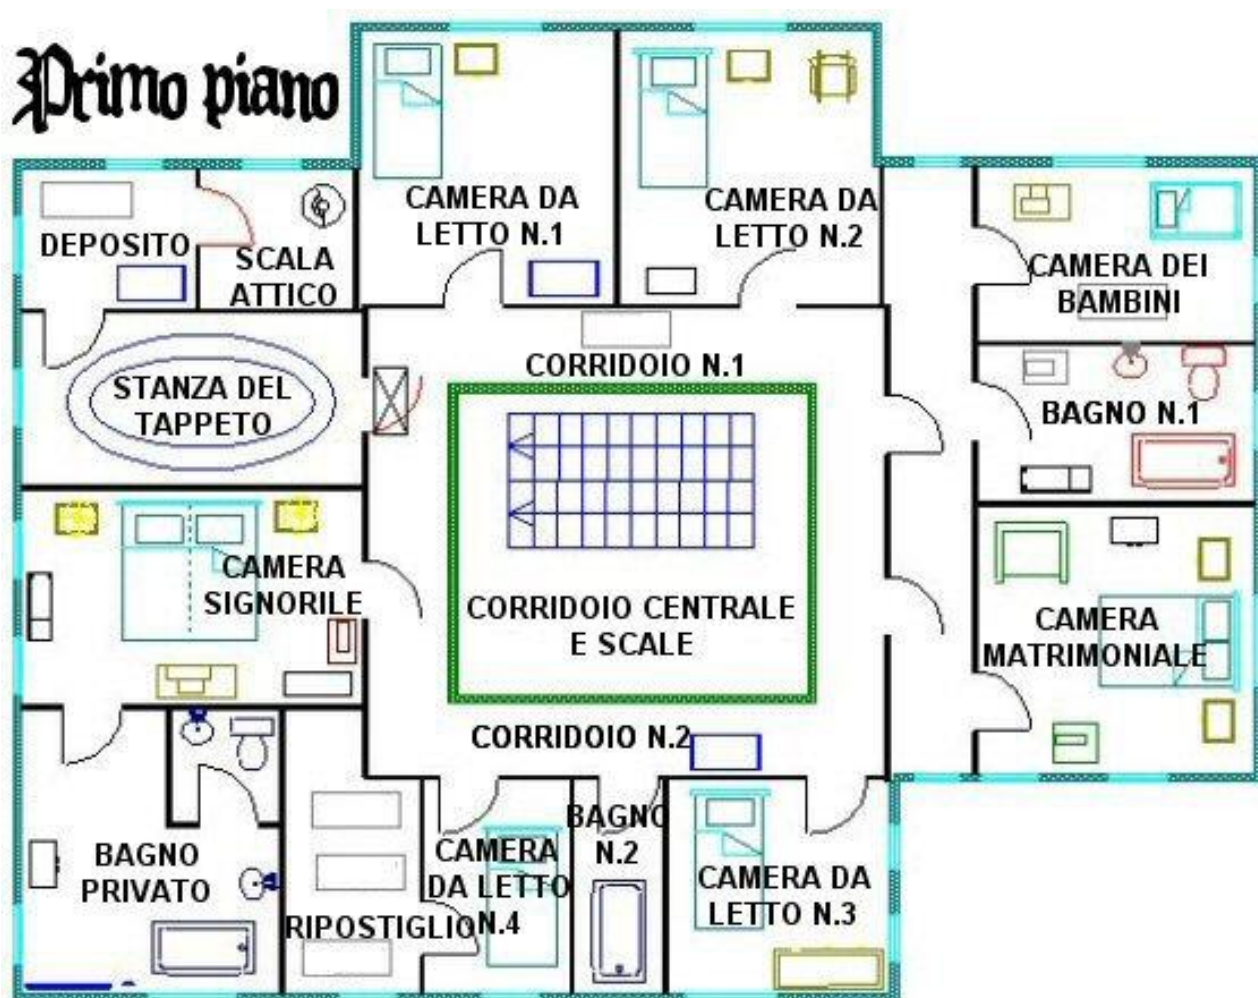 Primo piano
DEPOSITO
SCALA
ATTICO
CAMERA DA
LETTO N.1
CAMERA DA
LETTO N.2
CAMERA DEI
BAMBINI
STANZA DEL
TAPPETO
CORRIDOIO N.1
BAGNO N.1
CAMERA
SIGNORILE
CORRIDOIO CENTRALE
E SCALE
CAMERA
MATRIMONIALE
CORRIDOIO N.2
BAGNO
PRIVATO
RIPOSTIGLIO
CAMERA
DA LETTO
N.4
BAGNO
N.2
CAMERA DA
LETTO N.3